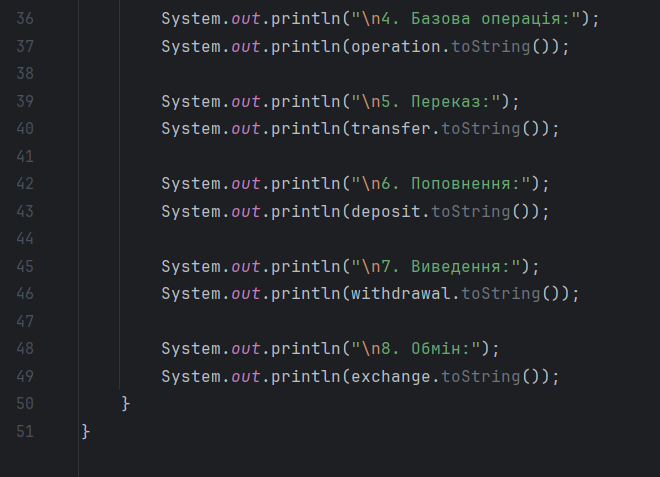 36 System.out.println("\n4. Базова операція:");
37 System.out.println(operation.toString());
38
39 System.out.println("\n5. Переказ:");
40 System.out.println(transfer.toString());
41
42 System.out.println("\n6. Поповнення:");
43 System.out.println(deposit.toString());
44
45 System.out.println("\n7. Виведення:");
46 System.out.println(withdrawal.toString());
47
48 System.out.println("\n8. Обмін:");
49 System.out.println(exchange.toString());
50 }
51 }